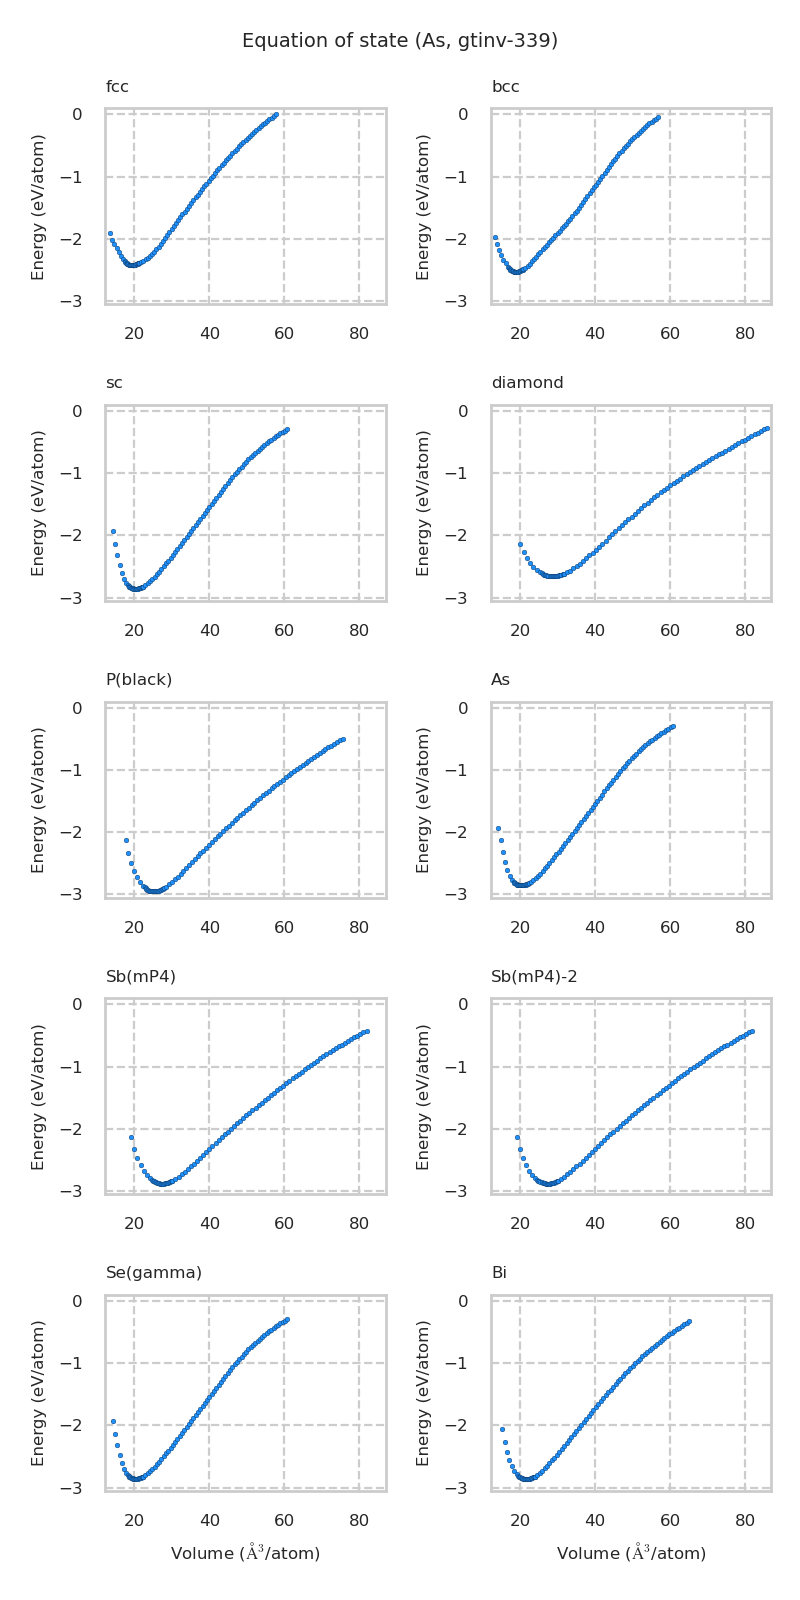 Equation of state (As, gtinv-339)
fcc
bcc
Energy (eV/atom)
0
−1
−2
−3
20 40 60 80
Energy (eV/atom)
0
−1
−2
−3
20 40 60 80
sc
diamond
Energy (eV/atom)
0
−1
−2
−3
20 40 60 80
Energy (eV/atom)
0
−1
−2
−3
20 40 60 80
P(black)
As
Energy (eV/atom)
0
−1
−2
−3
20 40 60 80
Energy (eV/atom)
0
−1
−2
−3
20 40 60 80
Sb(mP4)
Sb(mP4)-2
Energy (eV/atom)
0
−1
−2
−3
20 40 60 80
Energy (eV/atom)
0
−1
−2
−3
20 40 60 80
Se(gamma)
Bi
Energy (eV/atom)
0
−1
−2
−3
20 40 60 80
Volume (Å³/atom)
Energy (eV/atom)
0
−1
−2
−3
20 40 60 80
Volume (Å³/atom)